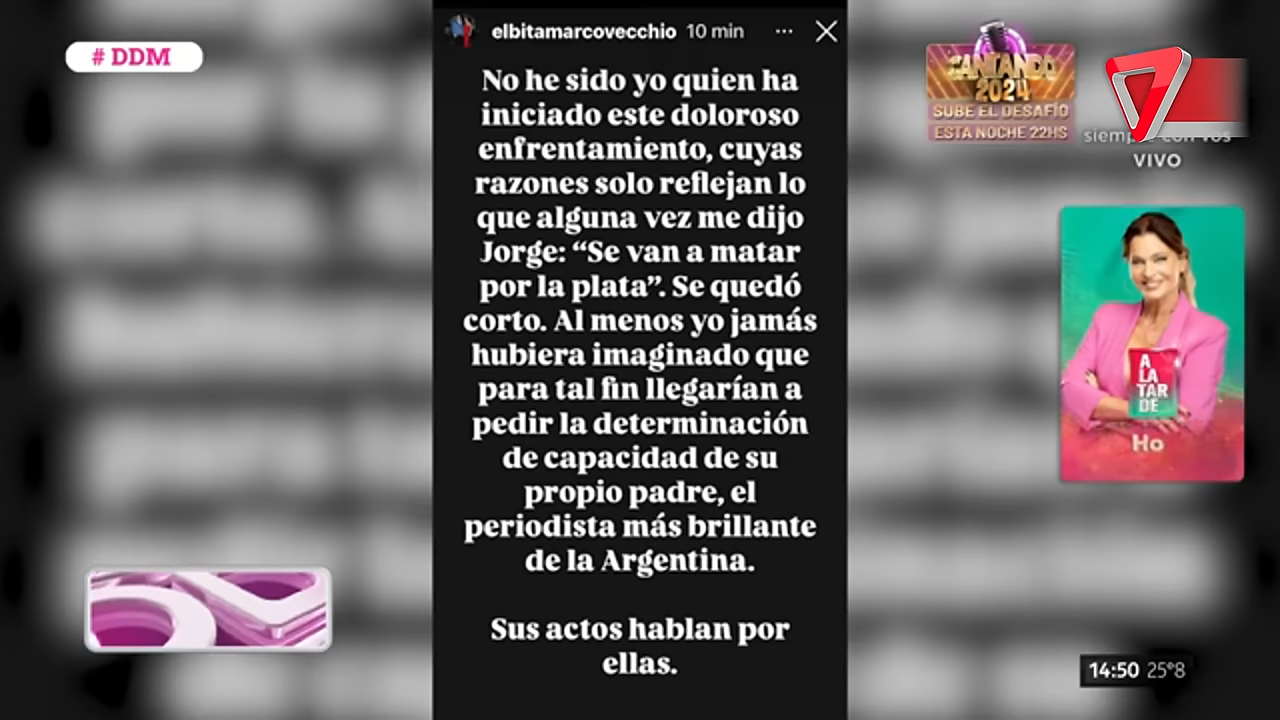 # DDM
elbitamarcovecchio 10 min
No he sido yo quien ha
iniciado este doloroso
enfrentamiento, cuyas
razones solo reflejan lo
que alguna vez me dijo
Jorge: “Se van a matar
por la plata”. Se quedó
corto. Al menos yo jamás
hubiera imaginado que
para tal fin llegarían a
pedir la determinación
de capacidad de su
propio padre, el
periodista más brillante
de la Argentina.
Sus actos hablan por
ellas.
CANTANDO
2024
SUBE EL DESAFÍO
ESTA NOCHE 22HS
siempre con vos
VIVO
A
LA
TAR
DE
Ho
14:50 25°8